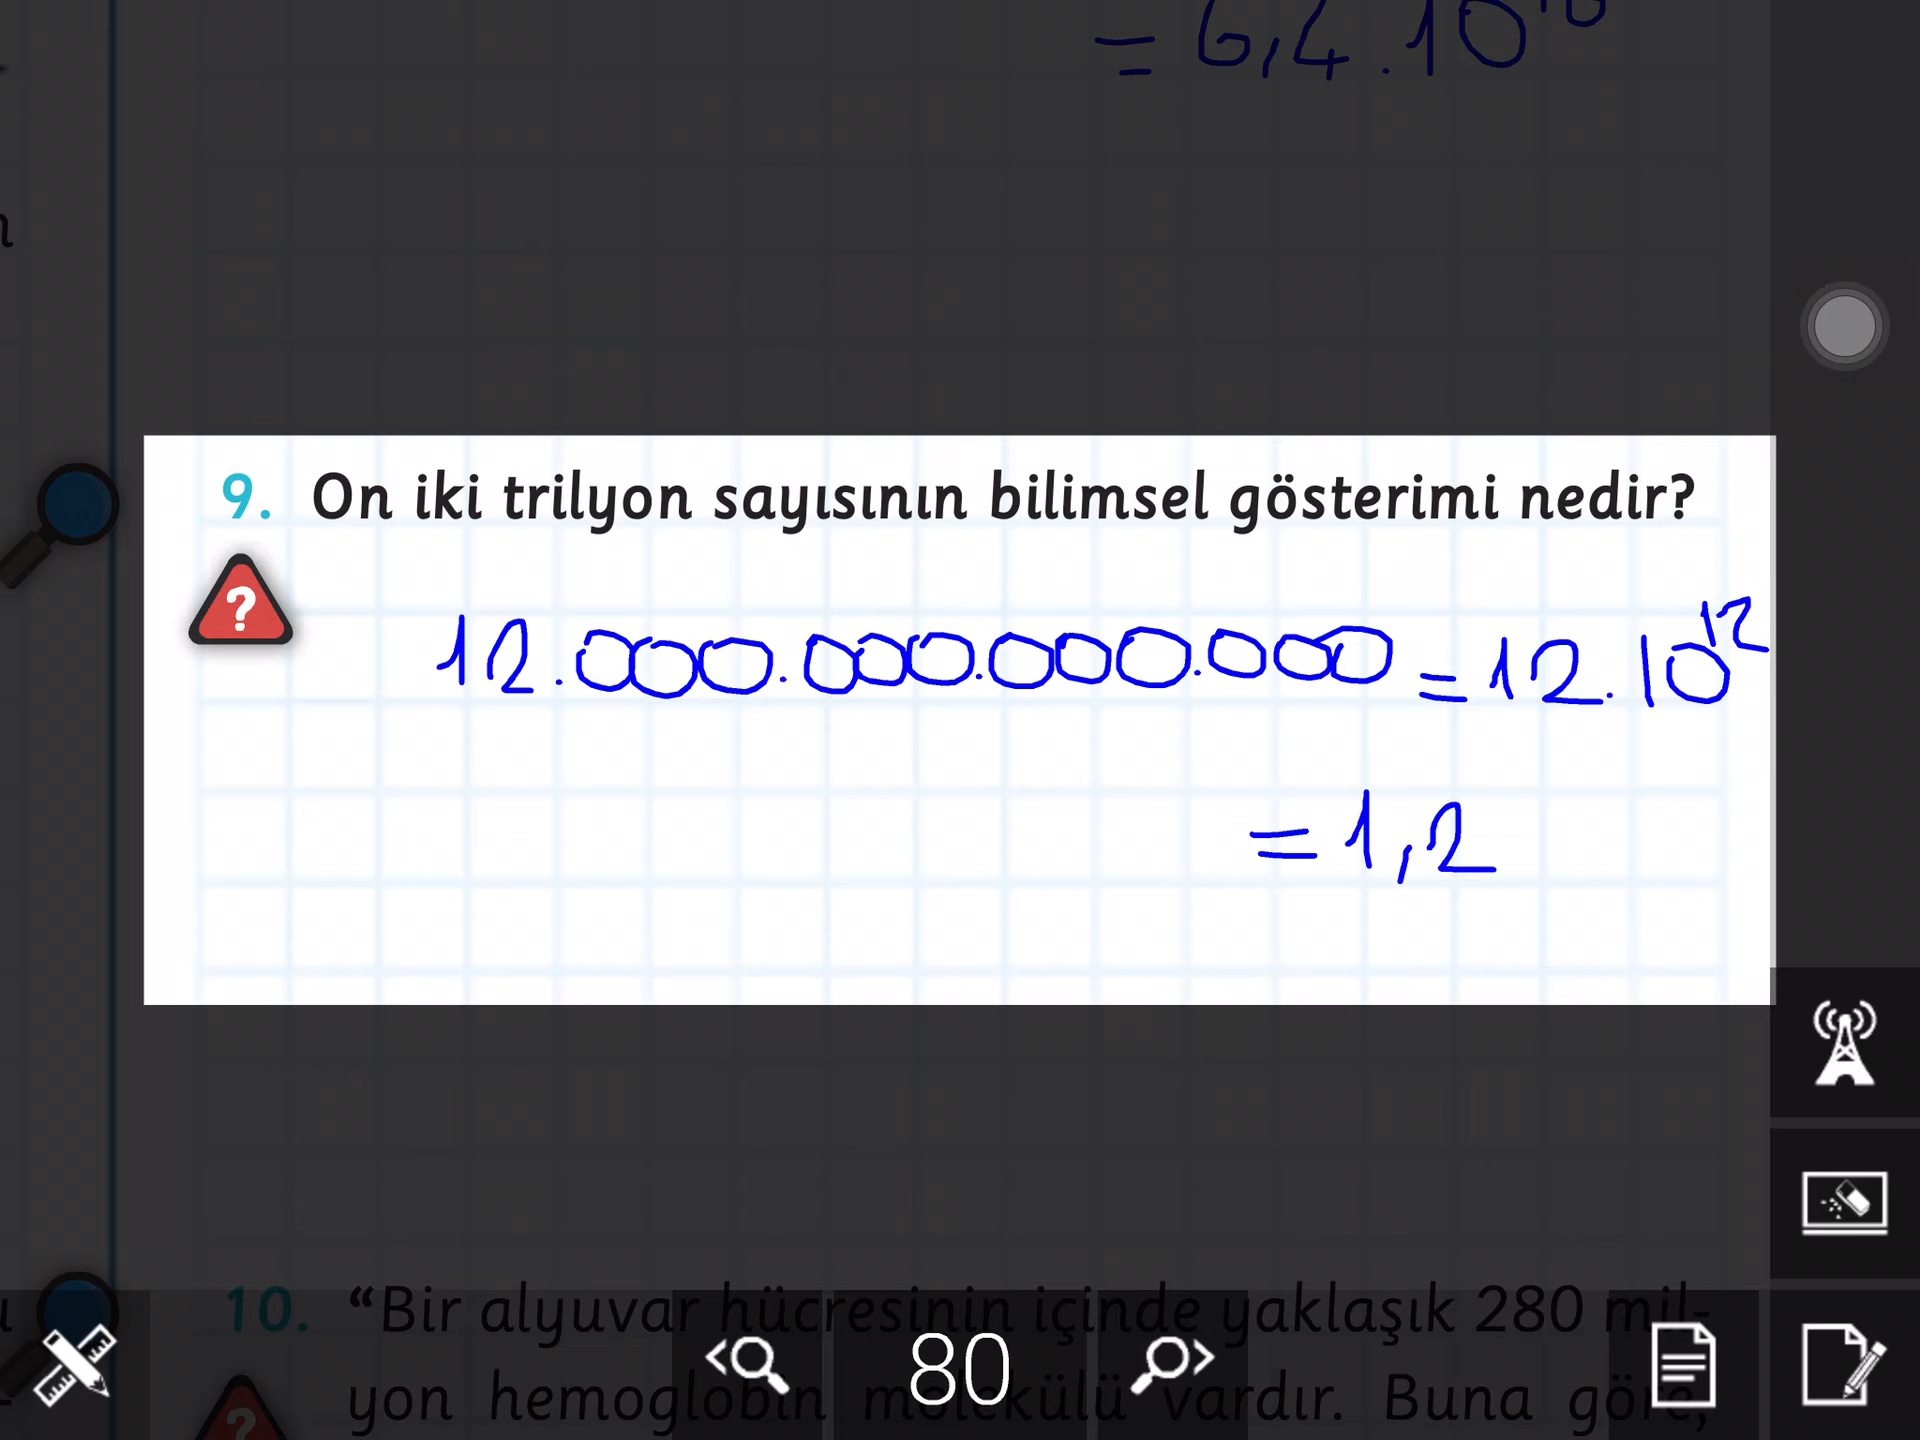 = 6,4.10¹⁰
9. On iki trilyon sayısının bilimsel gösterimi nedir?
?
12.000.000.000.000 = 12.10¹²
= 1,2
10. “Bir alyuvar hücresinin içinde yaklaşık 280 mil-
yon hemoglobin molekülü vardır. Buna göre,
?
80